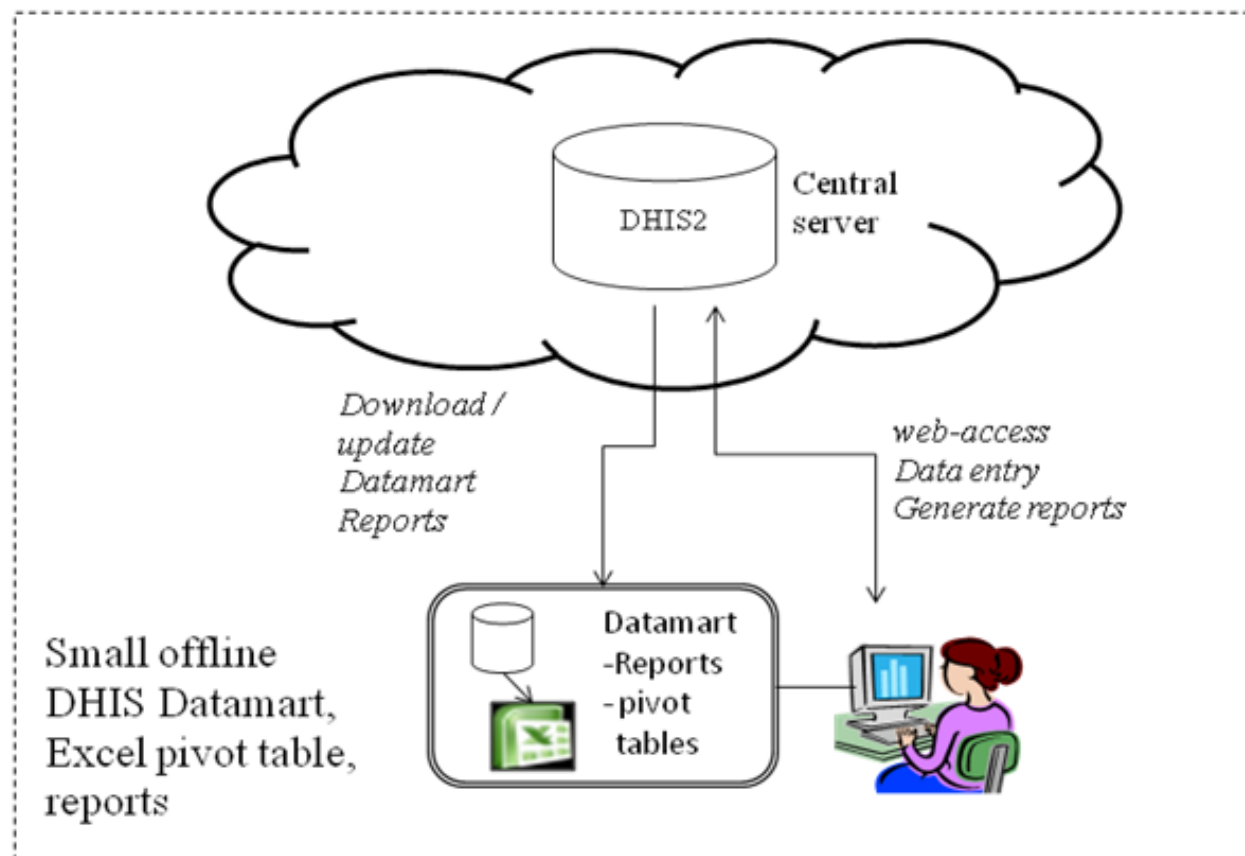 DHIS2
Central
server
Download /
update
Datamart
Reports
web-access
Data entry
Generate reports
Small offline
DHIS Datamart,
Excel pivot table,
reports
Datamart
-Reports
-pivot
tables